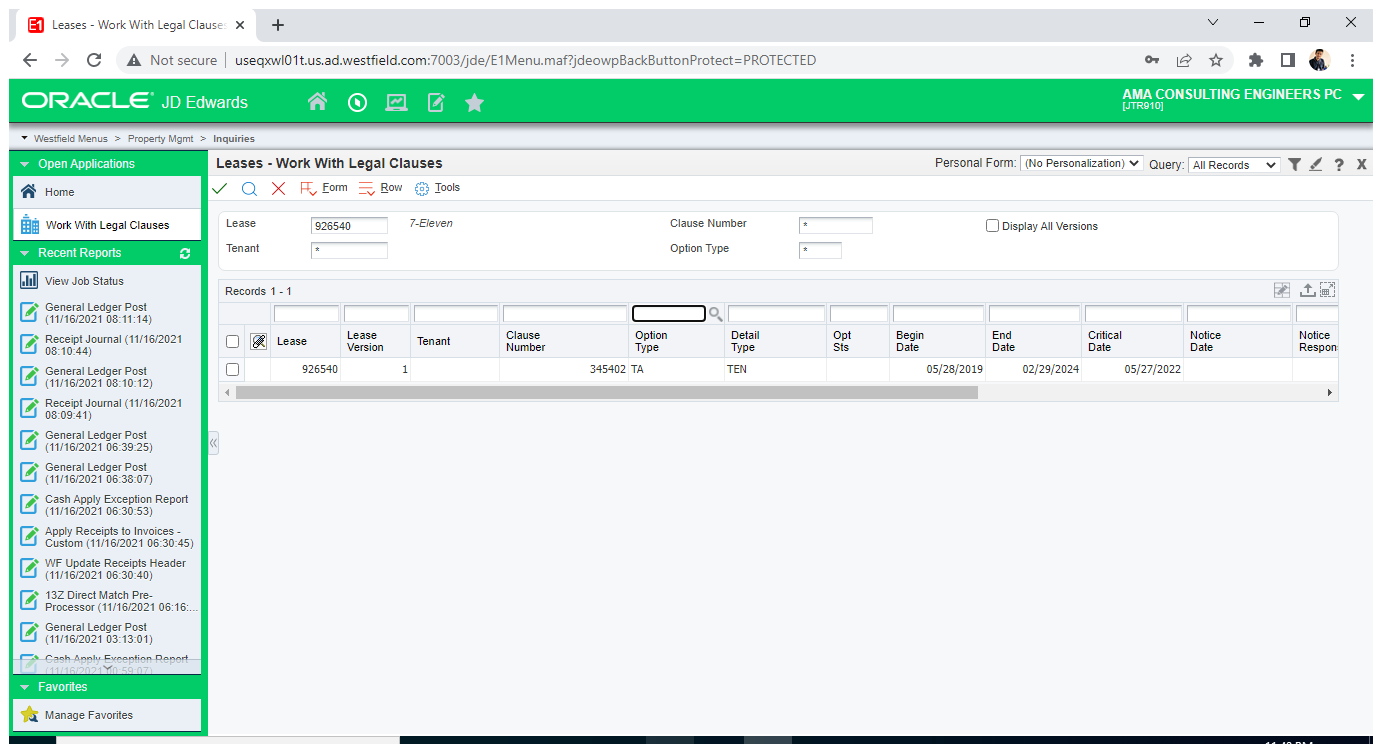 E1 Leases - Work With Legal Clause
Not secure useqxwl01t.us.ad.westfield.com:7003/jde/E1Menu.maf?jdeowpBackButtonProtect=PROTECTED
ORACLE JD Edwards
AMA CONSULTING ENGINEERS PC
[JTR910]
Westfield Menus > Property Mgmt > Inquiries
Open Applications
Home
Work With Legal Clauses
Recent Reports
View Job Status
General Ledger Post
(11/16/2021 08:11:14)
Receipt Journal (11/16/2021
08:10:44)
General Ledger Post
(11/16/2021 08:10:12)
Receipt Journal (11/16/2021
08:09:41)
General Ledger Post
(11/16/2021 06:39:25)
General Ledger Post
(11/16/2021 06:38:07)
Cash Apply Exception Report
(11/16/2021 06:30:53)
Apply Receipts to Invoices -
Custom (11/16/2021 06:30:45)
WF Update Receipts Header
(11/16/2021 06:30:40)
13Z Direct Match Pre-
Processor (11/16/2021 06:16:...
General Ledger Post
(11/16/2021 03:13:01)
Cash Apply Exception Report
(11/16/2021 00:59:07)
Favorites
Manage Favorites
Leases - Work With Legal Clauses
Personal Form: (No Personalization) Query: All Records
Form Row Tools
Lease 926540 7-Eleven Clause Number * Display All Versions
Tenant * Option Type *
Records 1 - 1
Lease Lease Version Tenant Clause Number Option Type Detail Type Opt Sts Begin Date End Date Critical Date Notice Date Notice Respon
926540 1 345402 TA TEN 05/28/2019 02/29/2024 05/27/2022